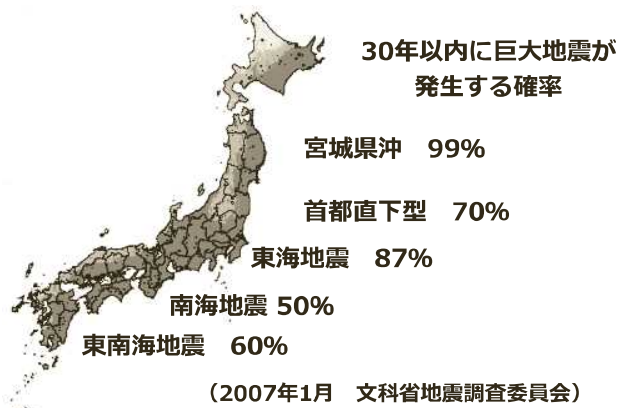 30年以内に巨大地震が
発生する確率
宮城県沖　99%
首都直下型　70%
東海地震　87%
南海地震 50%
東南海地震　60%
（2007年1月　文科省地震調査委員会）